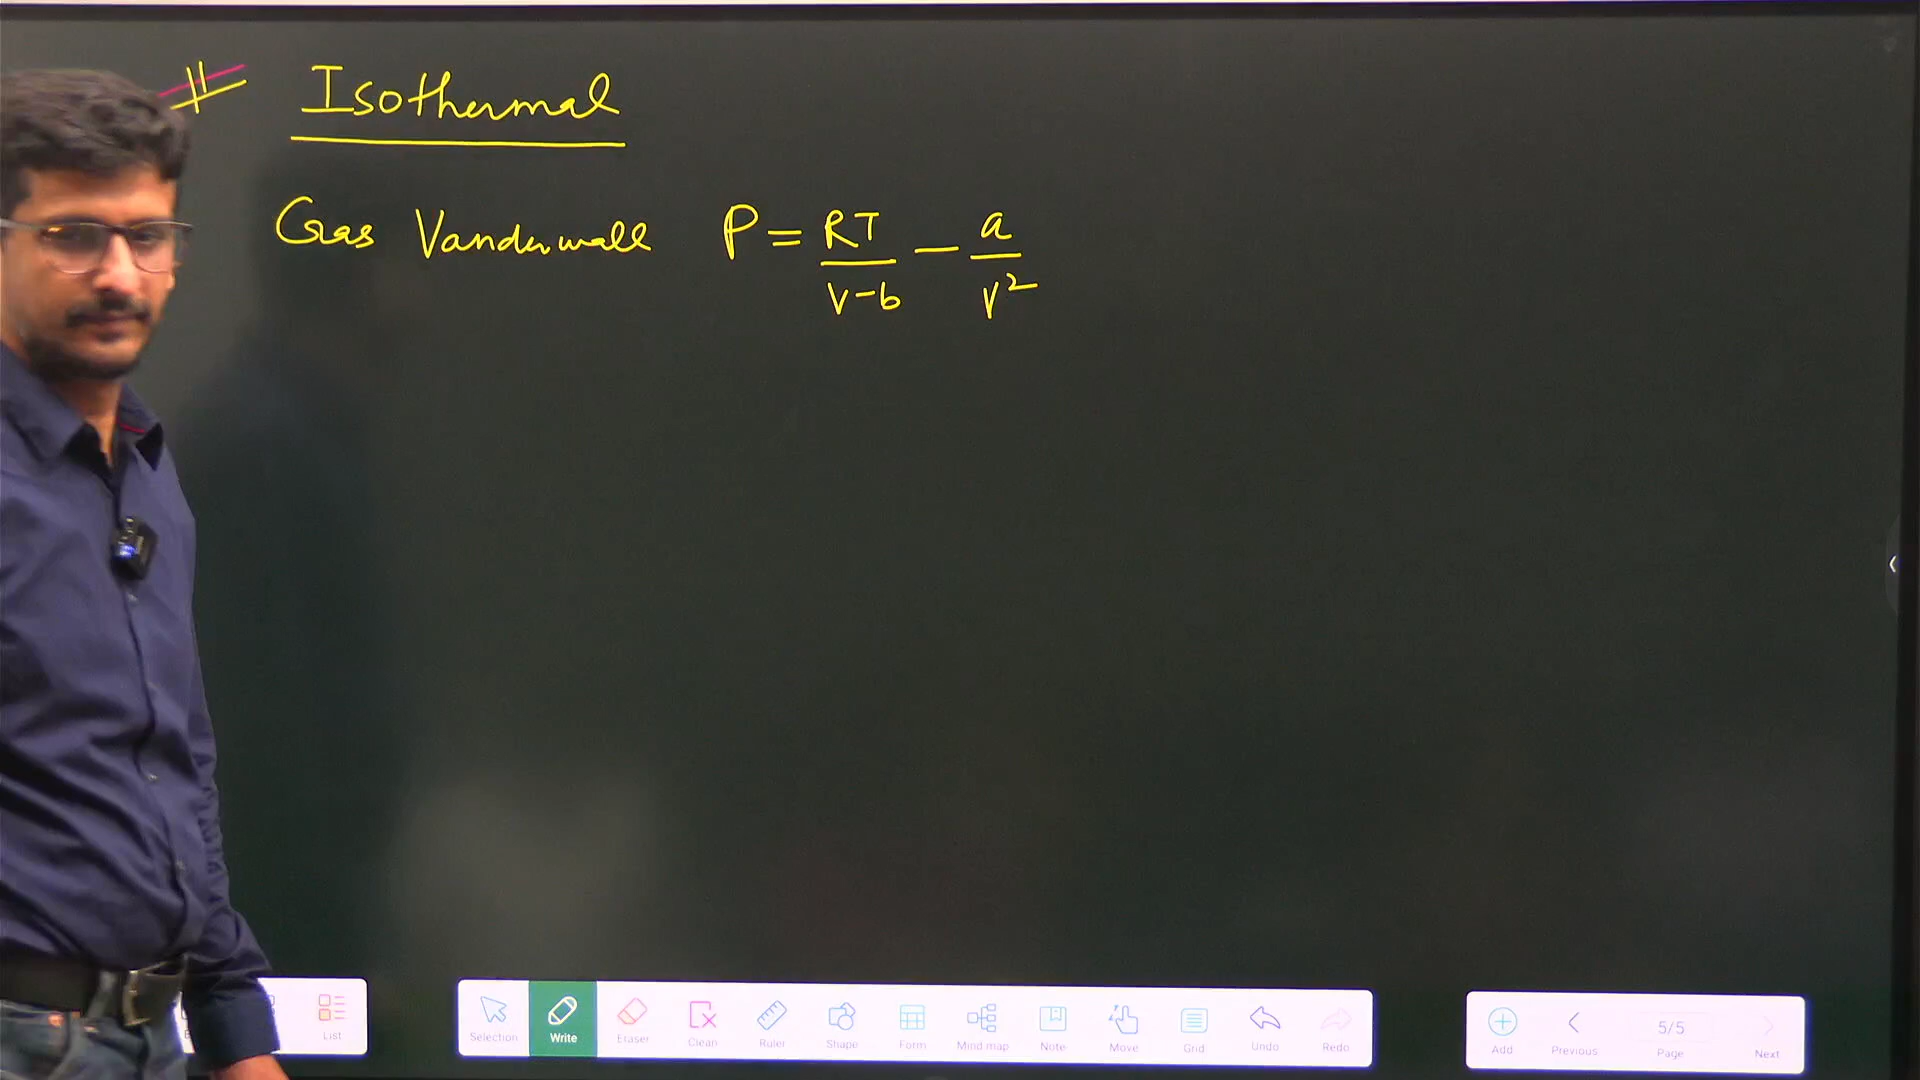 Isothermal
Gas Vanderwall P = RT/v-b - a/v²
List
Selection Write Eraser Clean Ruler Shape Form Mind map Note Move Grid Undo Redo
Add Previous 5/5 Page Next